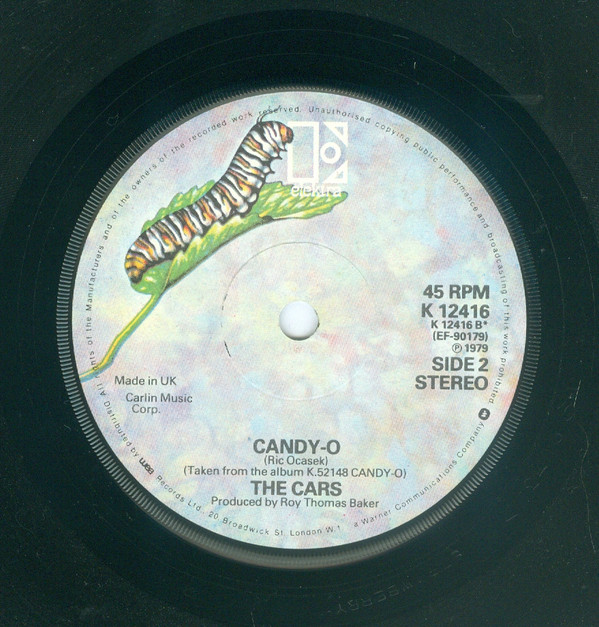 elektra
45 RPM
K 12416
K 12416 B*
(EF-90179)
Ⓟ 1979
SIDE 2
STEREO
Made in UK
Carlin Music
Corp.
CANDY-O
(Ric Ocasek)
(Taken from the album K.52148 CANDY-O)
THE CARS
Produced by Roy Thomas Baker
All rights of the Manufacturers and of the owners of the recorded work reserved. Unauthorised copying public performance and broadcasting of this work prohibited.
Distributed by wea Records Ltd. 20 Broadwick St. London W.1. a Warner Communications Company